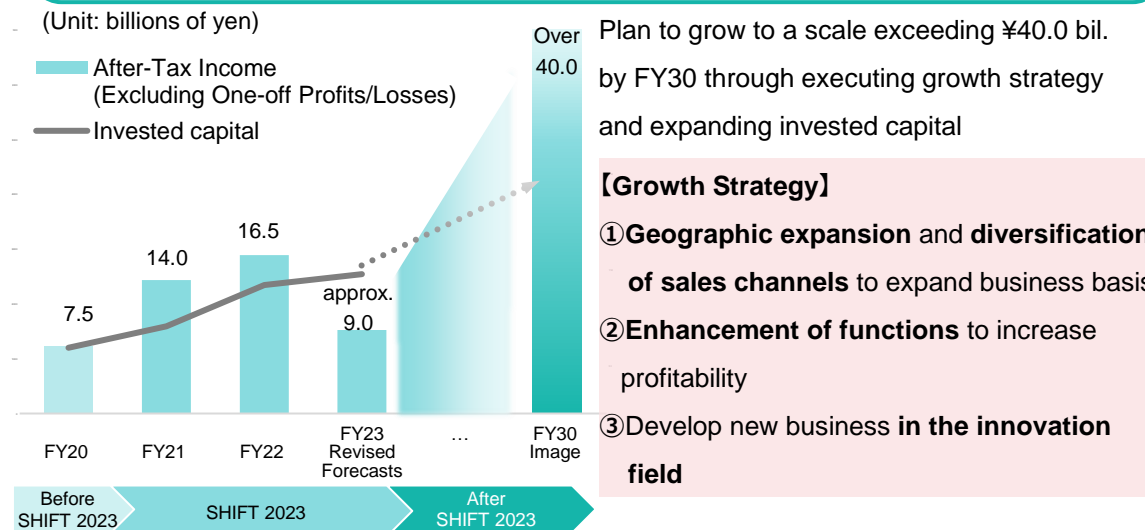 (Unit: billions of yen)
After-Tax Income
(Excluding One-off Profits/Losses)
Invested capital
7.5
14.0
16.5
approx.
9.0
Over
40.0
FY20
FY21
FY22
FY23
Revised
Forecasts
…
FY30
Image
Before
SHIFT 2023
SHIFT 2023
After
SHIFT 2023
Plan to grow to a scale exceeding ¥40.0 bil.
by FY30 through executing growth strategy
and expanding invested capital
【Growth Strategy】
①Geographic expansion and diversification
of sales channels to expand business basis
②Enhancement of functions to increase
profitability
③Develop new business in the innovation
field